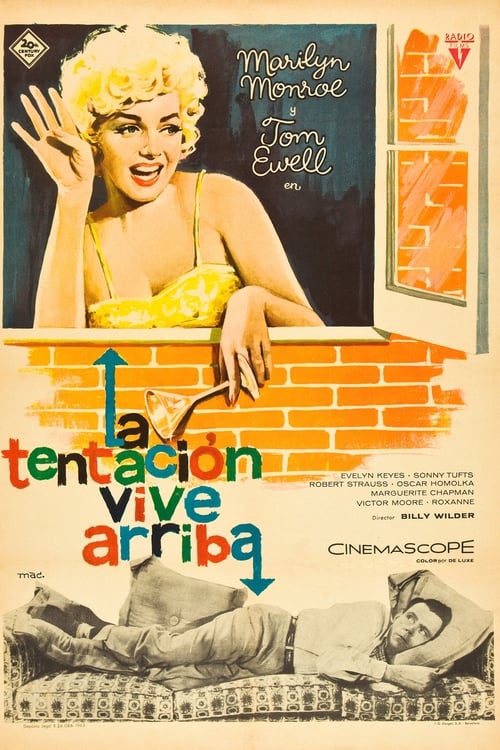 20th
CENTURY
FOX
RADIO
FILMS
Marilyn
Monroe
y
Tom
Ewell
en
La
tentación
vive
arriba
EVELYN KEYES - SONNY TUFTS
ROBERT STRAUSS - OSCAR HOMOLKA
MARGUERITE CHAPMAN
VICTOR MOORE - ROXANNE
Director BILLY WILDER
CINEMASCOPE
COLOR por DE LUXE
mac.